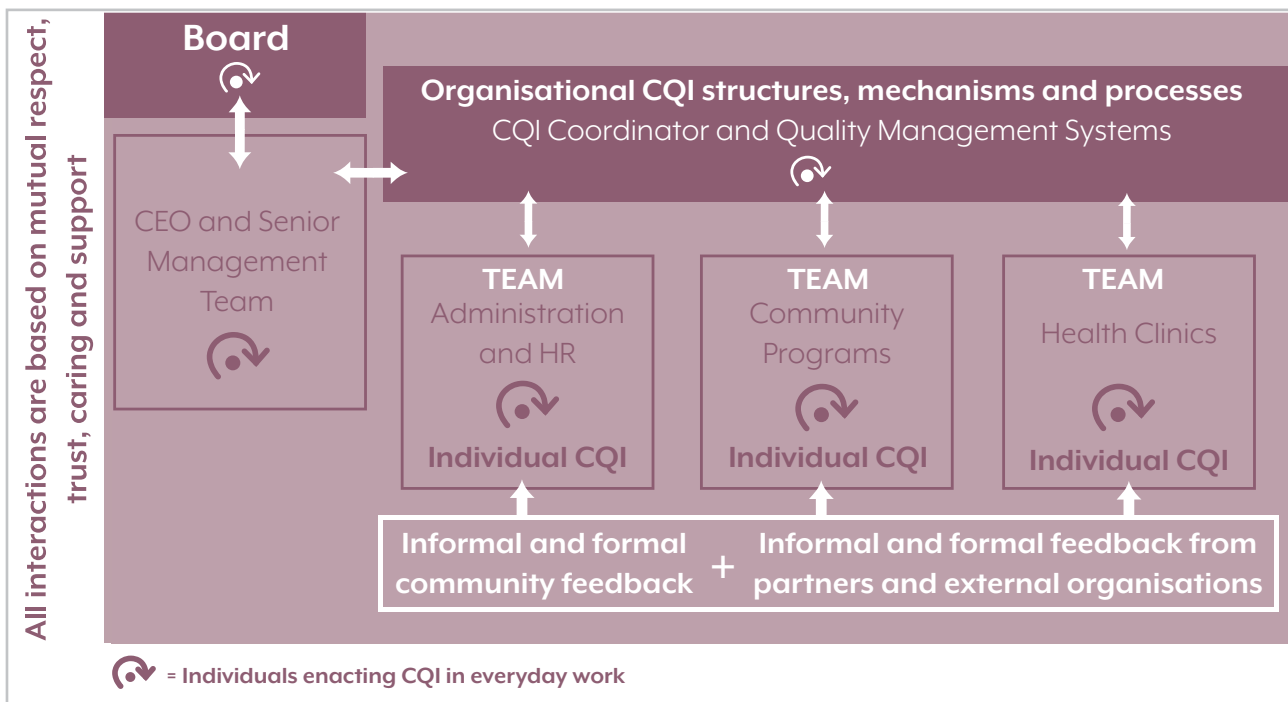 All interactions are based on mutual respect,
trust, caring and support
Board
CEO and Senior
Management
Team
Organisational CQI structures, mechanisms and processes
CQI Coordinator and Quality Management Systems
TEAM
Administration
and HR
Individual CQI
TEAM
Community
Programs
Individual CQI
TEAM
Health Clinics
Individual CQI
Informal and formal
community feedback
+
Informal and formal feedback from
partners and external organisations
= Individuals enacting CQI in everyday work